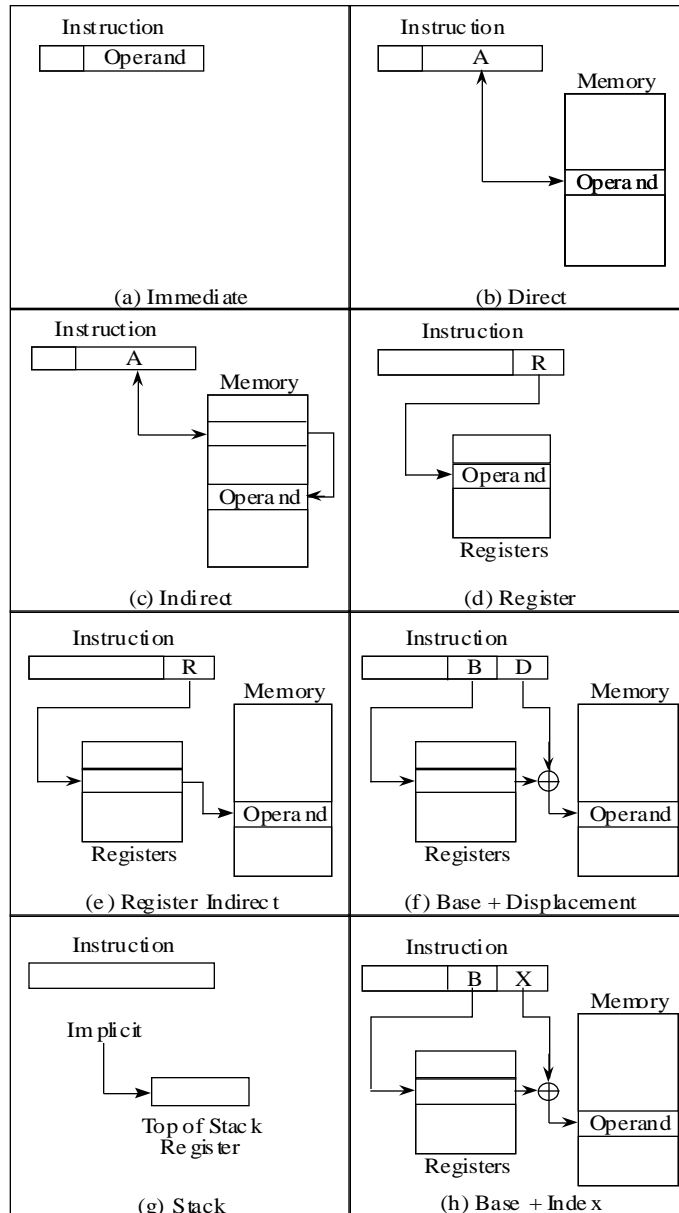 Instruction
Operand
(a) Immediate
Instruction
A
Memory
Operand
(b) Direct
Instruction
A
Memory
Operand
(c) Indirect
Instruction
R
Operand
Registers
(d) Register
Instruction
R
Memory
Operand
Registers
(e) Register Indirect
Instruction
B D
Memory
Operand
Registers
(f) Base + Displacement
Instruction
Implicit
Top of Stack
Register
(g) Stack
Instruction
B X
Memory
Operand
Registers
(h) Base + Index